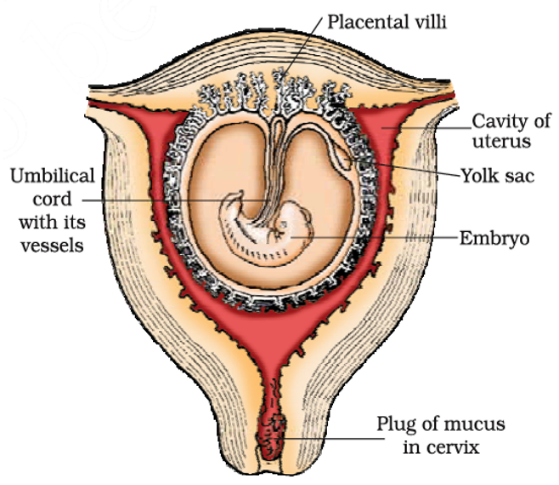 Placental villi
Cavity of
uterus
Yolk sac
Umbilical
cord
with its
vessels
Embryo
Plug of mucus
in cervix